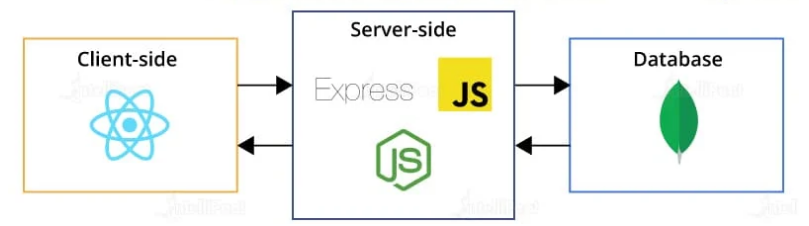 Client-side
Server-side
Express
JS
JS
Database